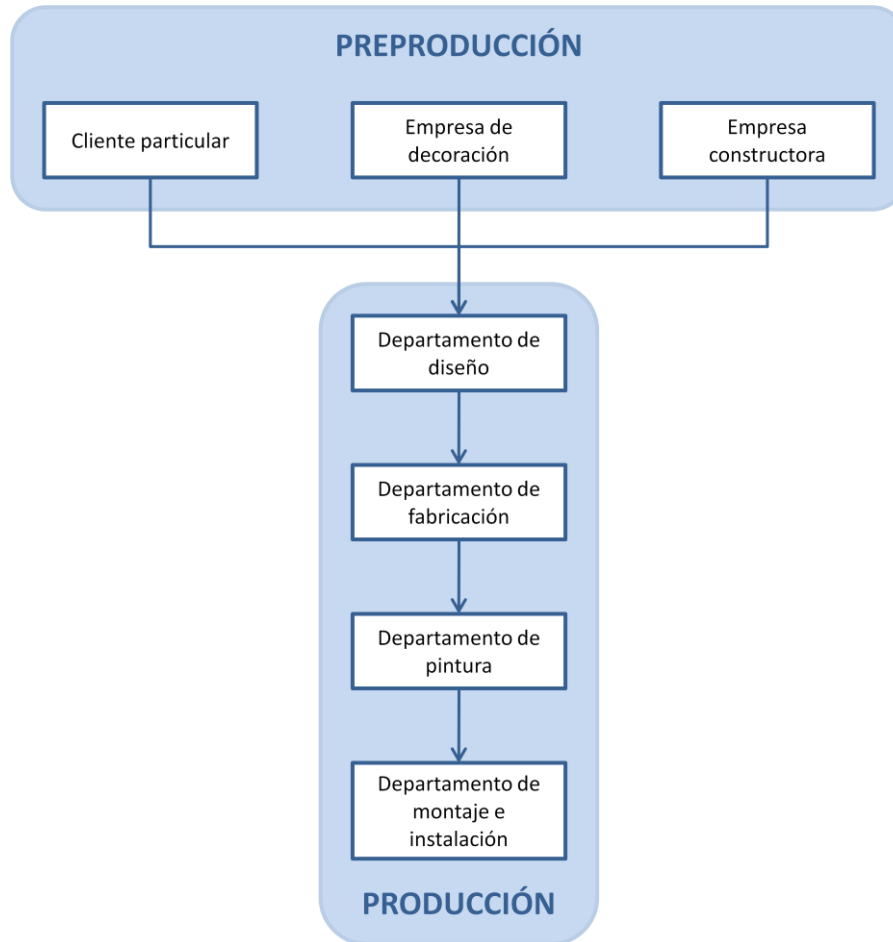 PREPRODUCCIÓN
Cliente particular
Empresa de
decoración
Empresa
constructora
Departamento de
diseño
Departamento de
fabricación
Departamento de
pintura
Departamento de
montaje e
instalación
PRODUCCIÓN